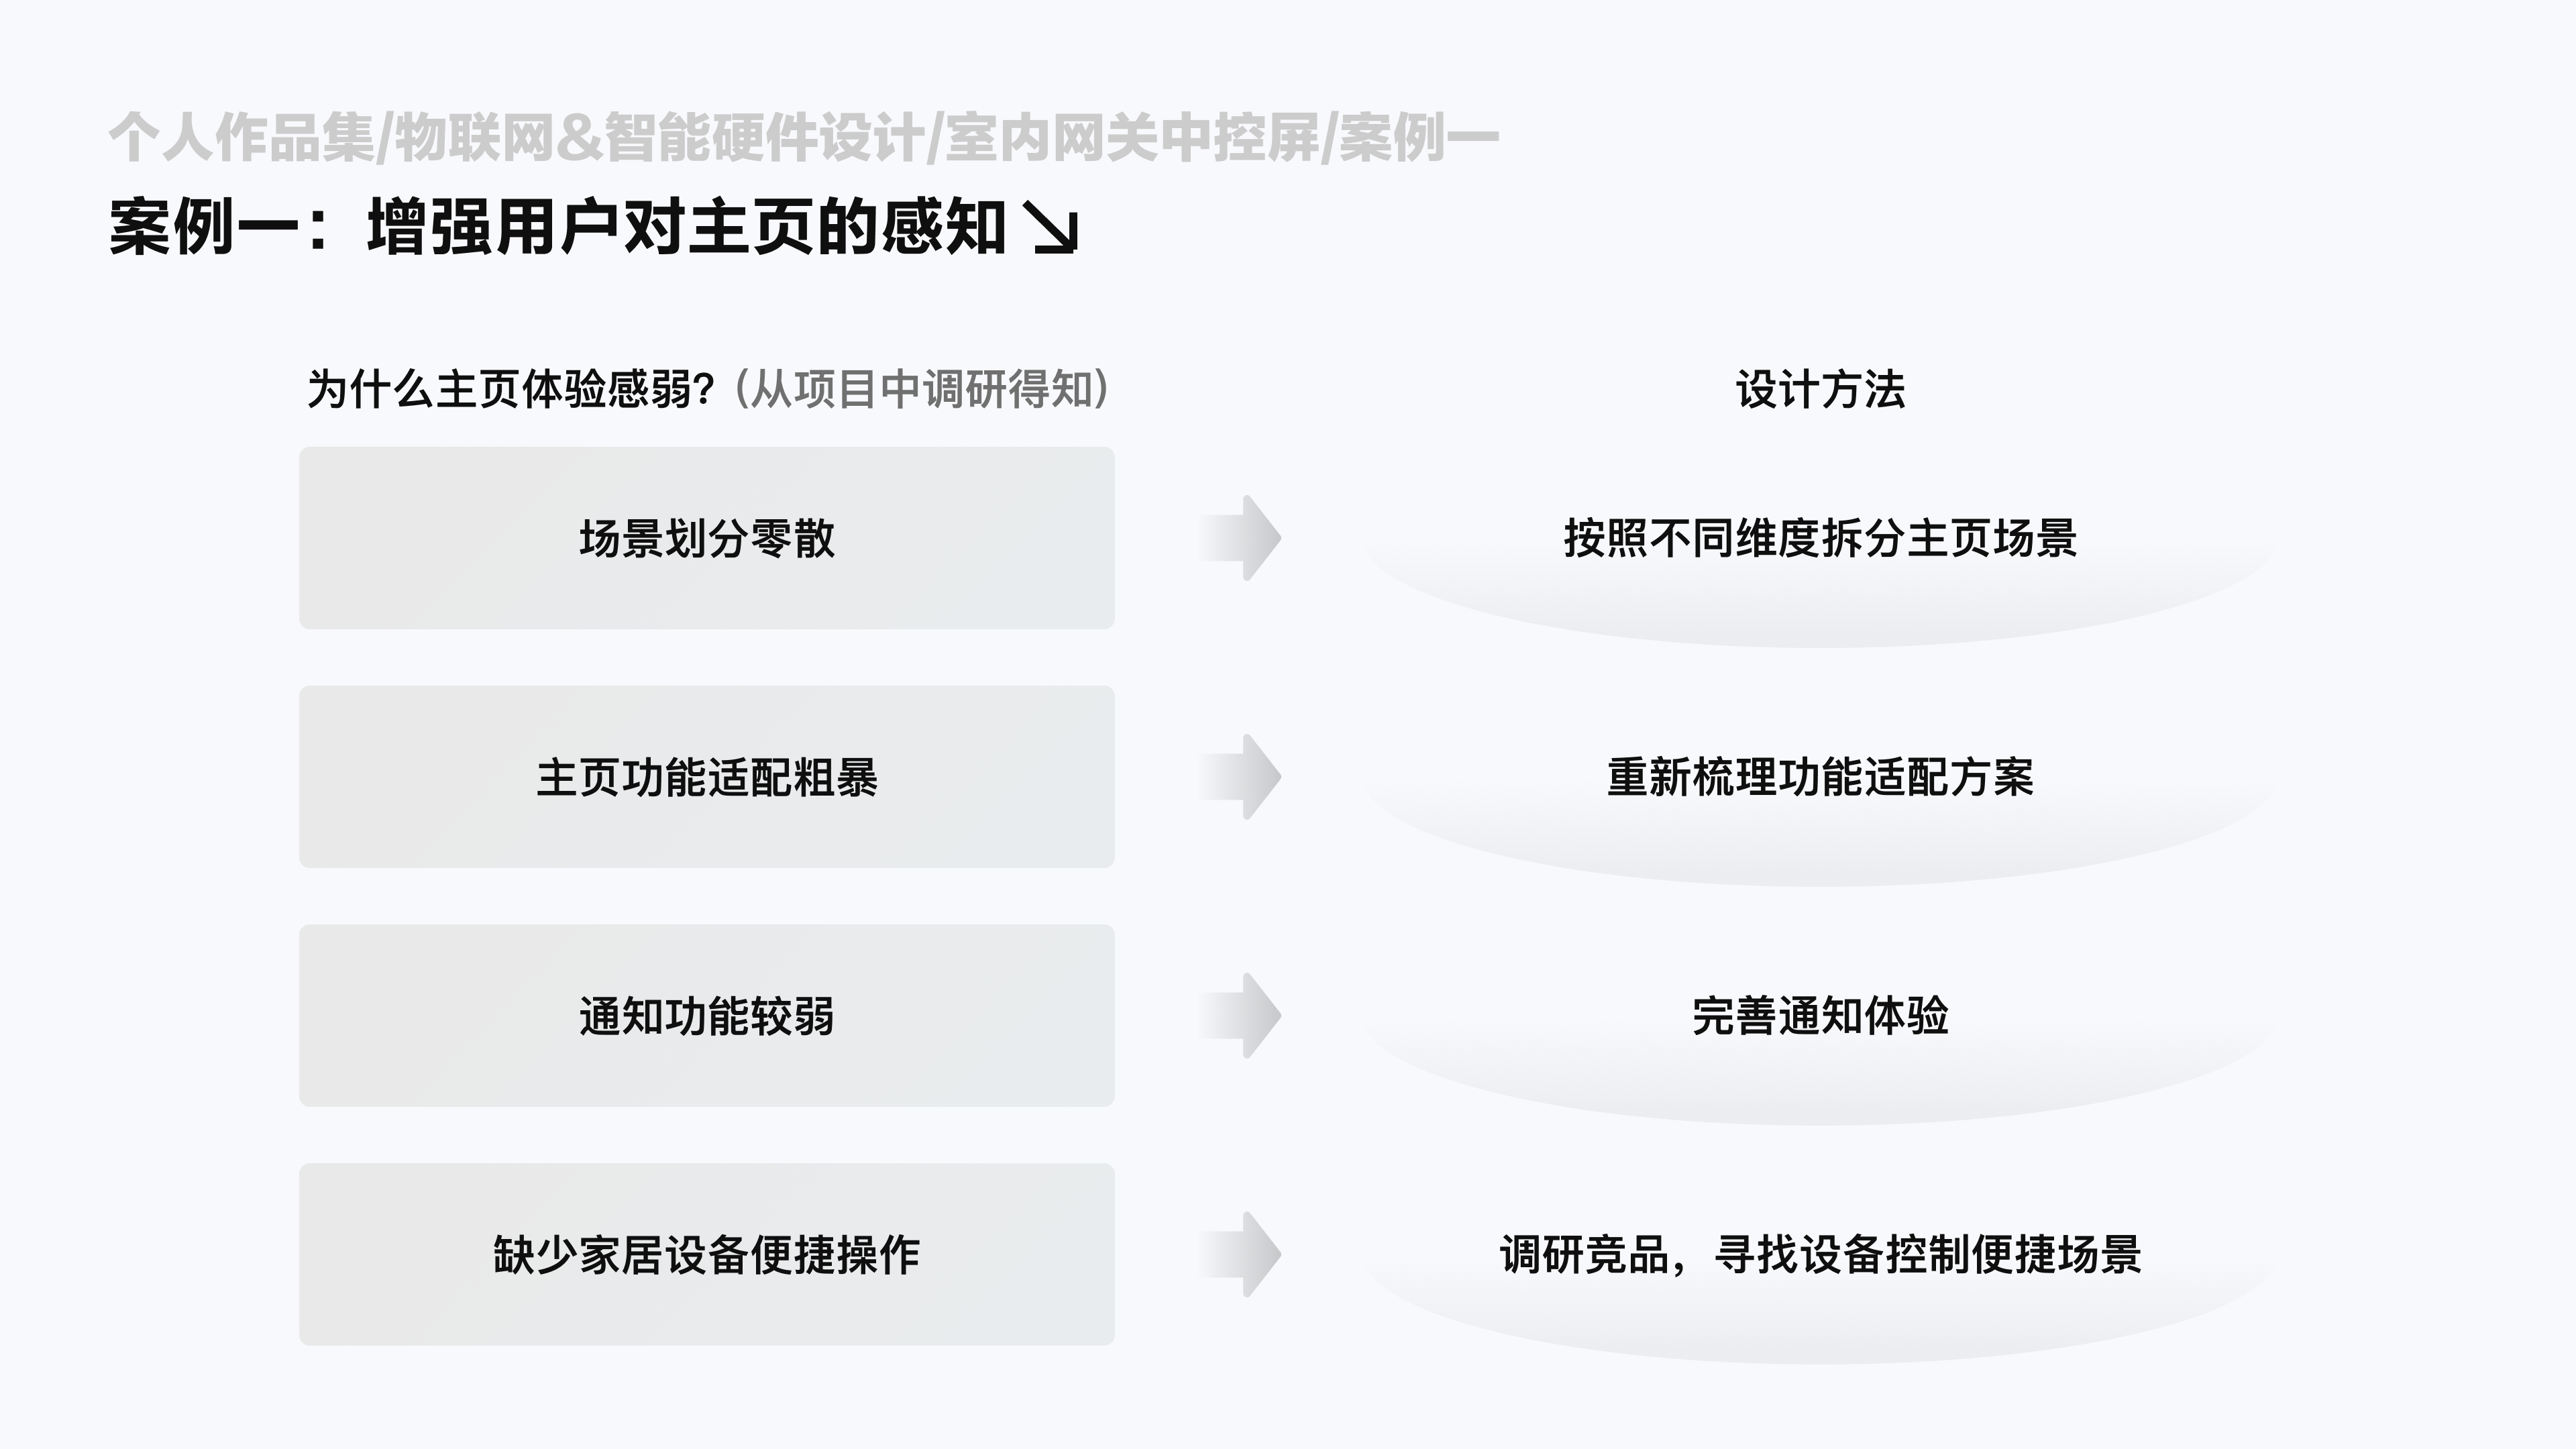 个人作品集/物联网&智能硬件设计/室内网关中控屏/案例一
案例一：增强用户对主页的感知↘
为什么主页体验感弱？(从项目中调研得知)
设计方法
场景划分零散
按照不同维度拆分主页场景
主页功能适配粗暴
重新梳理功能适配方案
通知功能较弱
完善通知体验
缺少家居设备便捷操作
调研竞品，寻找设备控制便捷场景